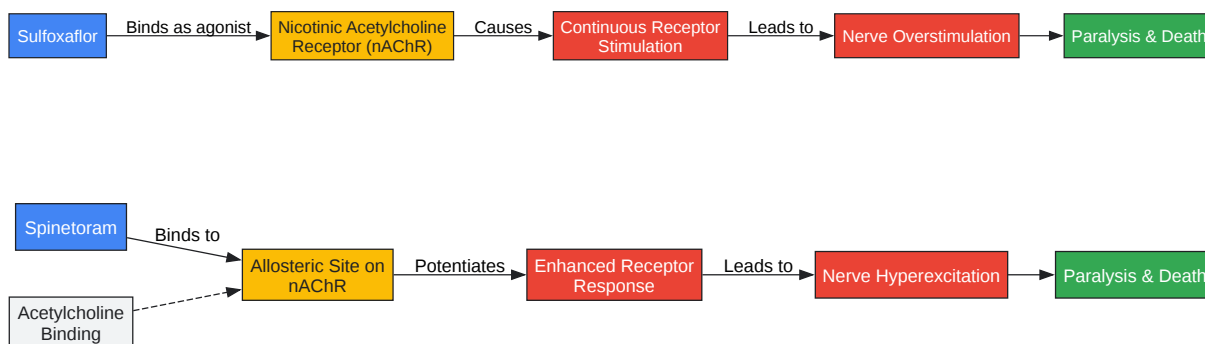 Sulfoxaflor
Binds as agonist
Nicotinic Acetylcholine
Receptor (nAChR)
Causes
Continuous Receptor
Stimulation
Leads to
Nerve Overstimulation
Paralysis & Death
Spinetoram
Binds to
Acetylcholine
Binding
Allosteric Site on
nAChR
Potentiates
Enhanced Receptor
Response
Leads to
Nerve Hyperexcitation
Paralysis & Death